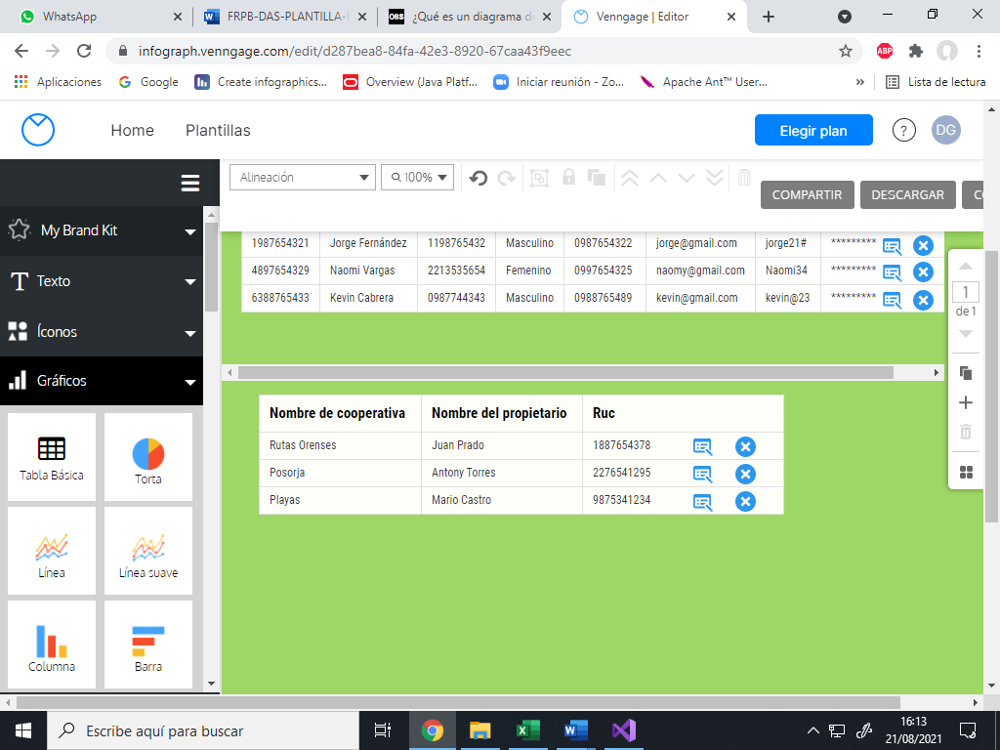 WhatsApp
FRPB-DAS-PLANTILLA-
OBS ¿Qué es un diagrama d
Venngage | Editor
infograph.venngage.com/edit/d287bea8-84fa-42e3-8920-67caa43f9eec
ABP
Aplicaciones Google Create infographics... Overview (Java Platf... Iniciar reunión - Zo... Apache Ant™ User... » Lista de lectura
Home Plantillas Elegir plan ? DG
Alineación 100%
COMPARTIR DESCARGAR
My Brand Kit
Texto
Íconos
Gráficos
Tabla Básica Torta
Línea Línea suave
Columna Barra
1987654321 Jorge Fernández 1198765432 Masculino 0987654322 jorge@gmail.com jorge21# *********
4897654329 Naomi Vargas 2213535654 Femenino 0997654325 naomy@gmail.com Naomi34 *********
6388765433 Kevin Cabrera 0987744343 Masculino 0988765489 kevin@gmail.com kevin@23 *********
1
de 1
Nombre de cooperativa Nombre del propietario Ruc
Rutas Orenses Juan Prado 1887654378
Posorja Antony Torres 2276541295
Playas Mario Castro 9875341234
Escribe aquí para buscar
16:13
21/08/2021